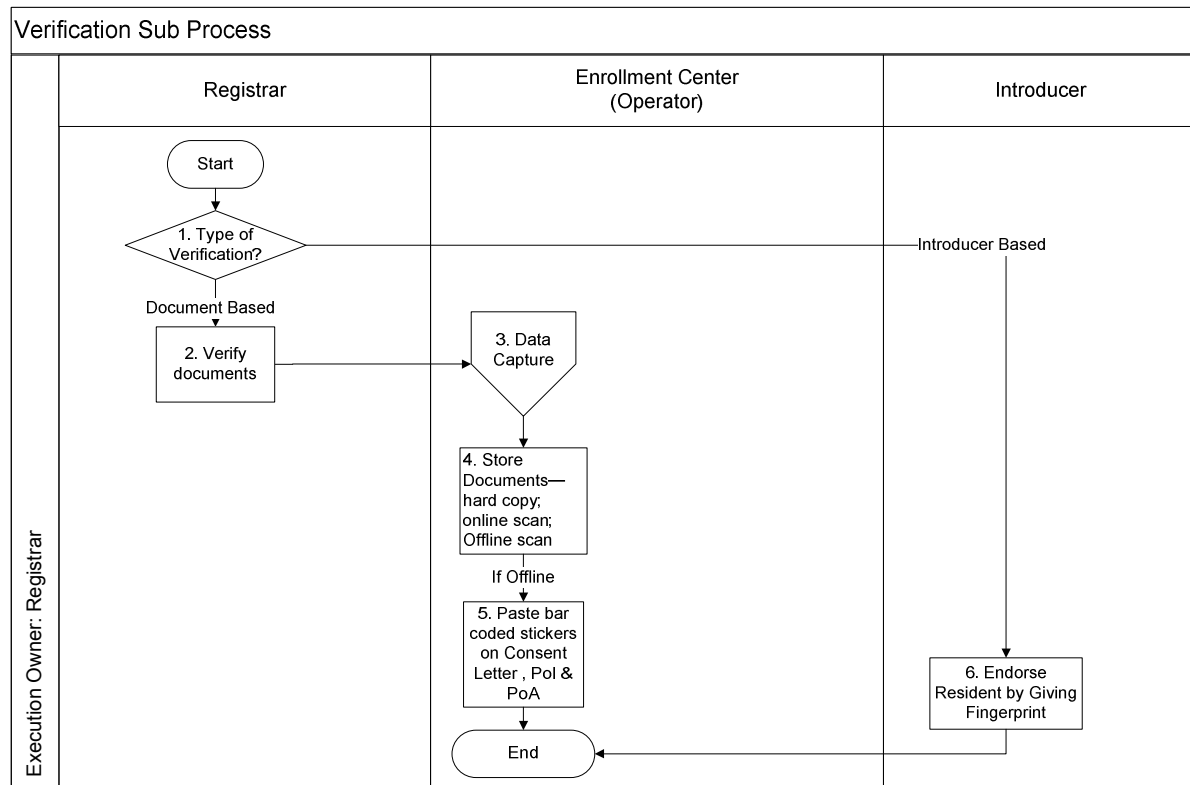 Verification Sub Process
Registrar
Enrollment Center
(Operator)
Introducer
Start
1. Type of
Verification?
Introducer Based
Document Based
2. Verify
documents
3. Data
Capture
4. Store
Documents—
hard copy;
online scan;
Offline scan
If Offline
5. Paste bar
coded stickers
on Consent
Letter , PoI &
PoA
6. Endorse
Resident by Giving
Fingerprint
End
Execution Owner: Registrar